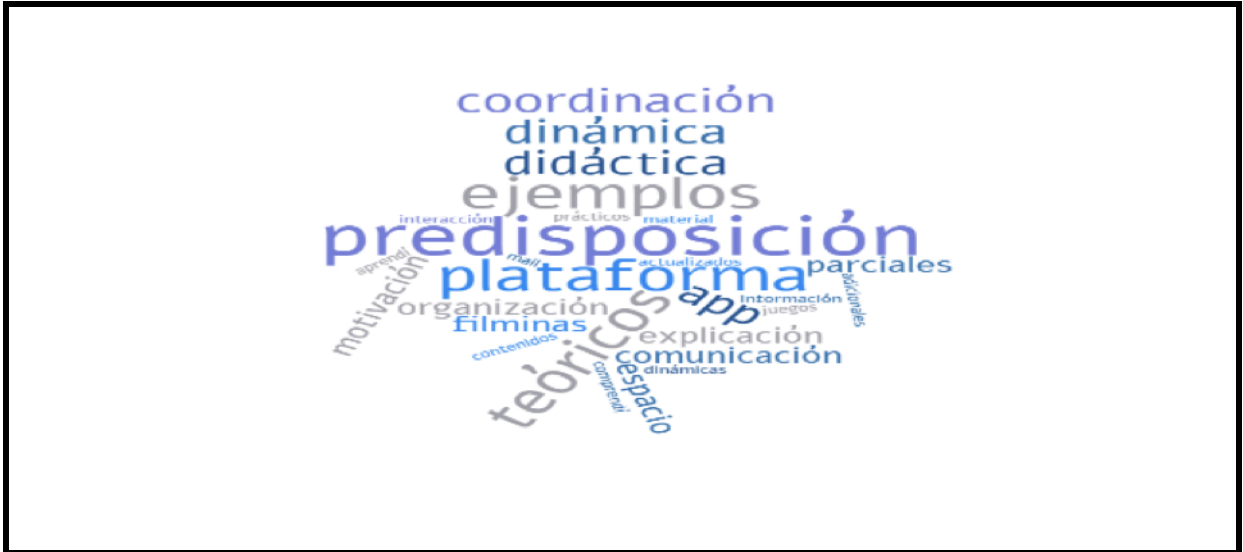 coordinación
dinámica
didáctica
ejemplos
interacción prácticos material
predisposición
aprendí mail actualizados
plataforma parciales
motivación
organización
teóricos
app información adicionales
juegos
filminas
explicación
contenidos
comunicación
dinámicas
comprendí
espacio